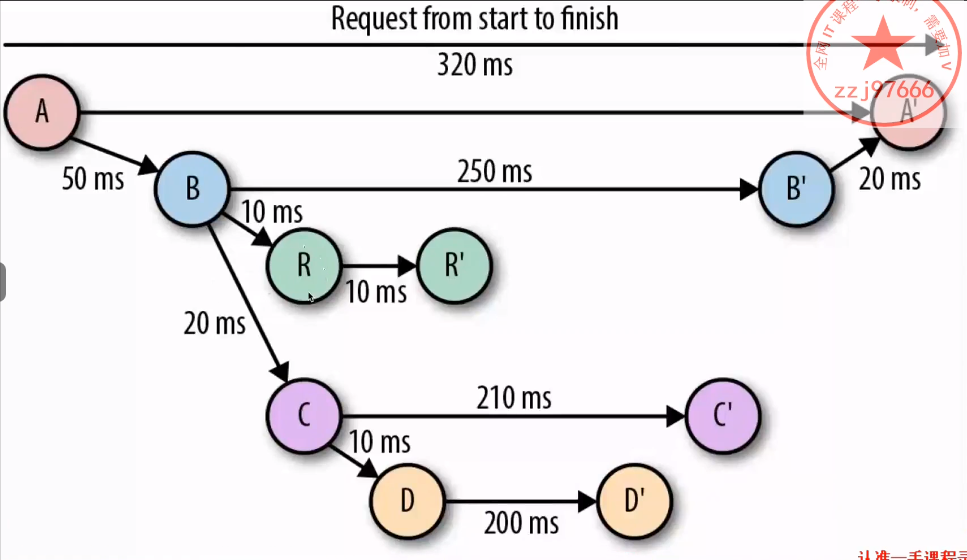 Request from start to finish
320 ms
A
A'
50 ms
B
250 ms
B'
20 ms
10 ms
R
R'
10 ms
20 ms
C
210 ms
C'
10 ms
D
D'
200 ms
全网IT课程
制,需要加V
zzj97666
认准一手课程